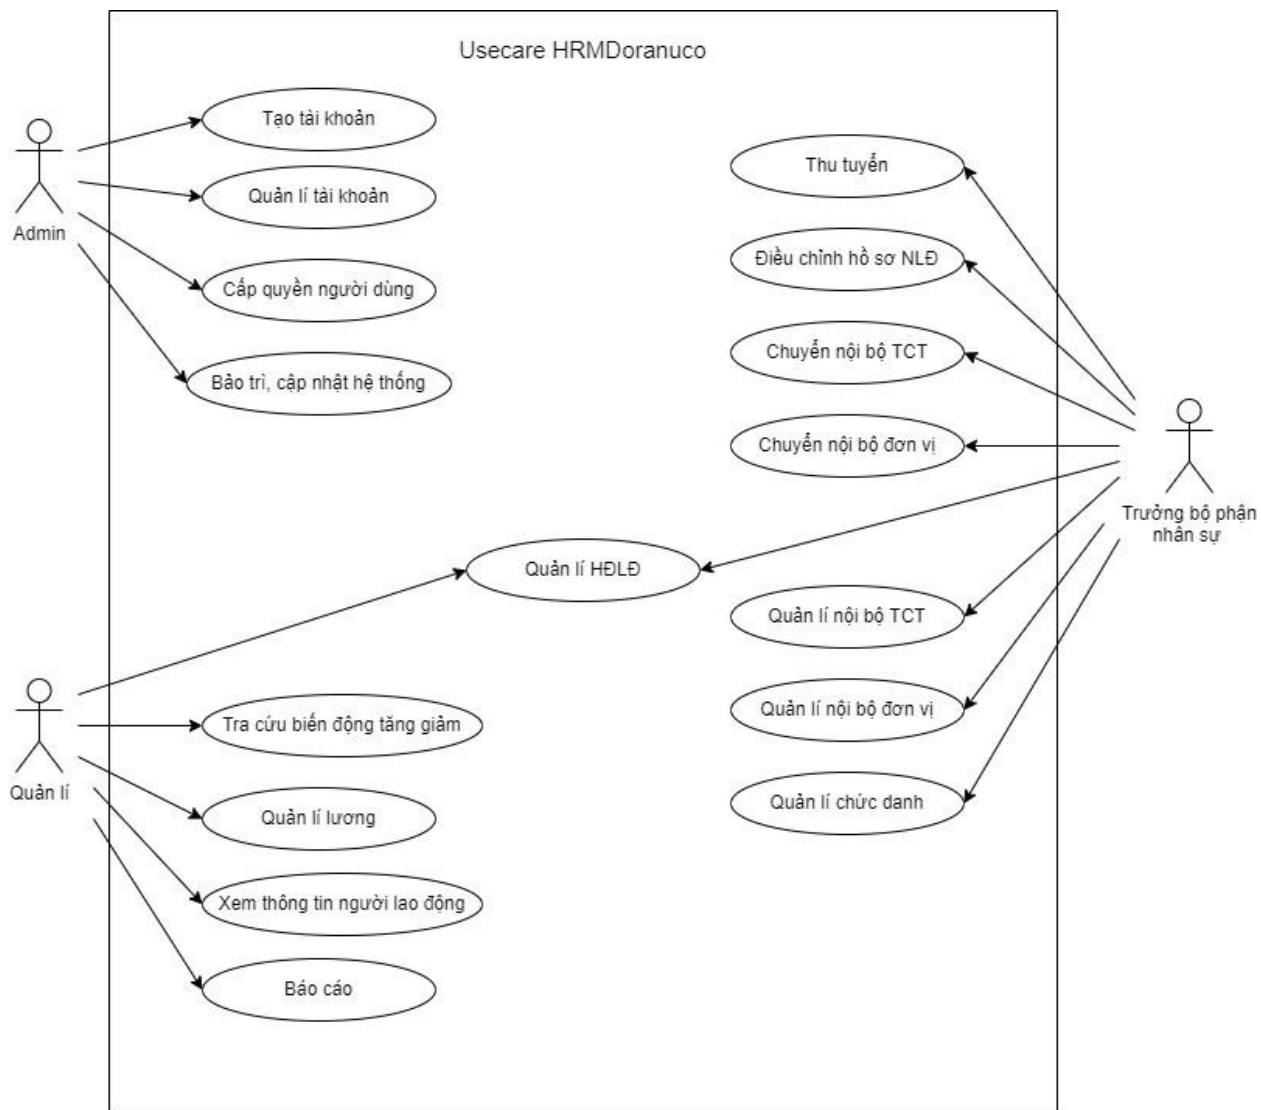 Usecare HRMDoranuco
Tạo tài khoản
Quản lí tài khoản
Admin
Cấp quyền người dùng
Bảo trì, cập nhật hệ thống
Thu tuyển
Điều chỉnh hồ sơ NLĐ
Chuyển nội bộ TCT
Chuyển nội bộ đơn vị
Trưởng bộ phận
nhân sự
Quản lí HĐLĐ
Quản lí nội bộ TCT
Quản lí nội bộ đơn vị
Quản lí chức danh
Quản lí
Tra cứu biến động tăng giảm
Quản lí lương
Xem thông tin người lao động
Báo cáo